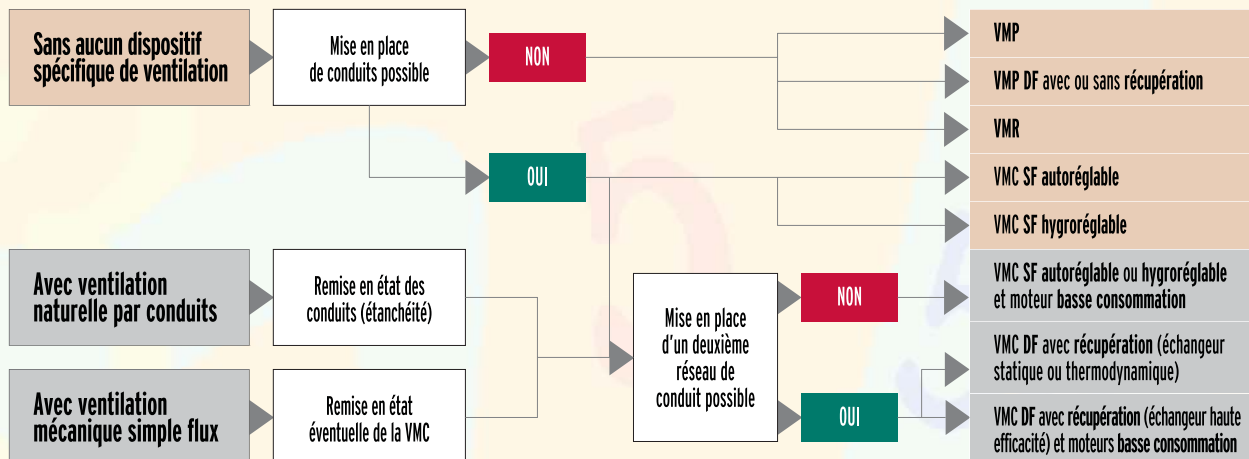 Sans aucun dispositif
spécifique de ventilation
Mise en place
de conduits possible
NON
OUI
VMP
VMP DF avec ou sans récupération
VMR
VMC SF autoréglable
VMC SF hygroréglable
Avec ventilation
naturelle par conduits
Remise en état des
conduits (étanchéité)
Avec ventilation
mécanique simple flux
Remise en état
éventuelle de la VMC
Mise en place
d'un deuxième
réseau de
conduit possible
NON
OUI
VMC SF autoréglable ou hygroréglable
et moteur basse consommation
VMC DF avec récupération (échangeur
statique ou thermodynamique)
VMC DF avec récupération (échangeur haute
efficacité) et moteurs basse consommation